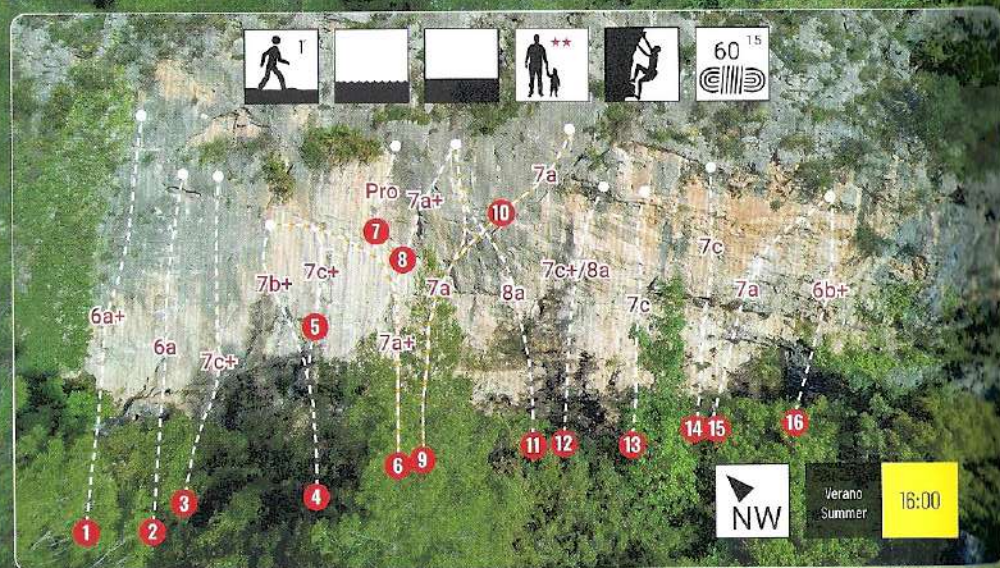 1'
★★
60 15
Pro
7a+
7a
7
10
8
7c
7b+
7c+
7a
8a
7c+/8a
7a
6b+
6a+
7c
5
6a
7c+
7a+
1
2
3
4
6
9
11
12
13
14
15
16
NW
Verano
Summer
16:00